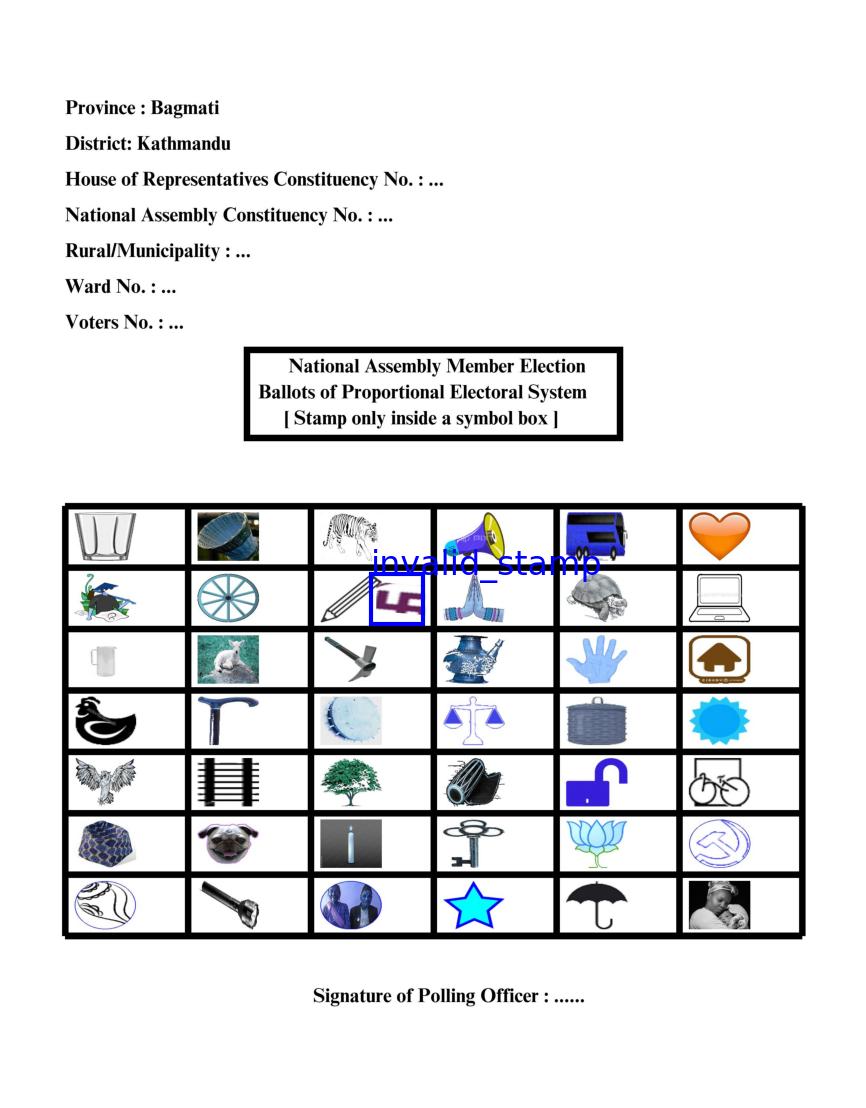 Province : Bagmati
District: Kathmandu
House of Representatives Constituency No. : ...
National Assembly Constituency No. : ...
Rural/Municipality : ...
Ward No. : ...
Voters No. : ...
National Assembly Member Election
Ballots of Proportional Electoral System
[ Stamp only inside a symbol box ]
invalid_stamp
Signature of Polling Officer : ......